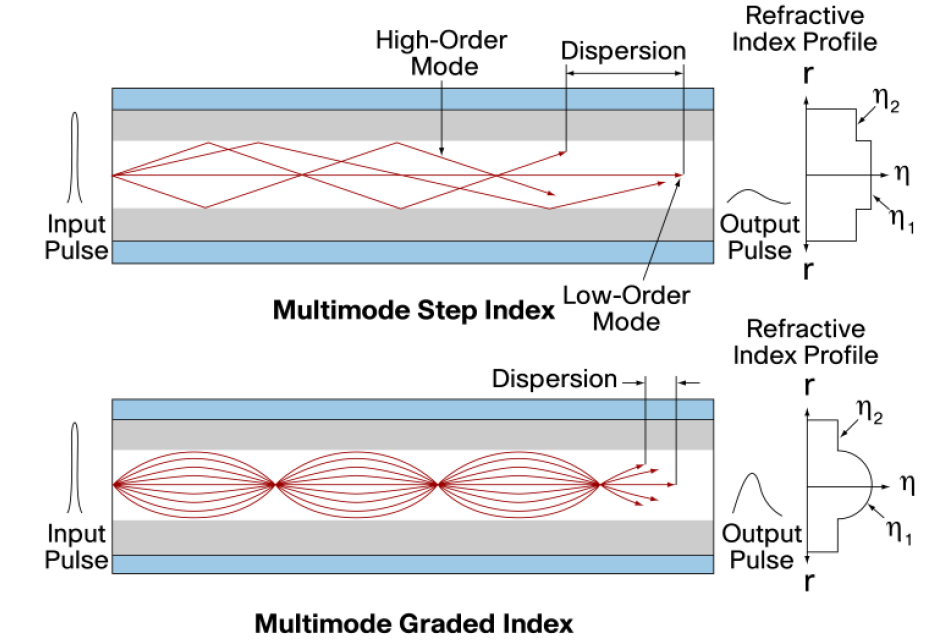 Refractive
Index Profile
High-Order
Mode
Dispersion
r
η2
η
η1
r
Input
Pulse
Output
Pulse
Multimode Step Index
Low-Order
Mode
Refractive
Index Profile
Dispersion
r
η2
η
η1
r
Input
Pulse
Output
Pulse
Multimode Graded Index